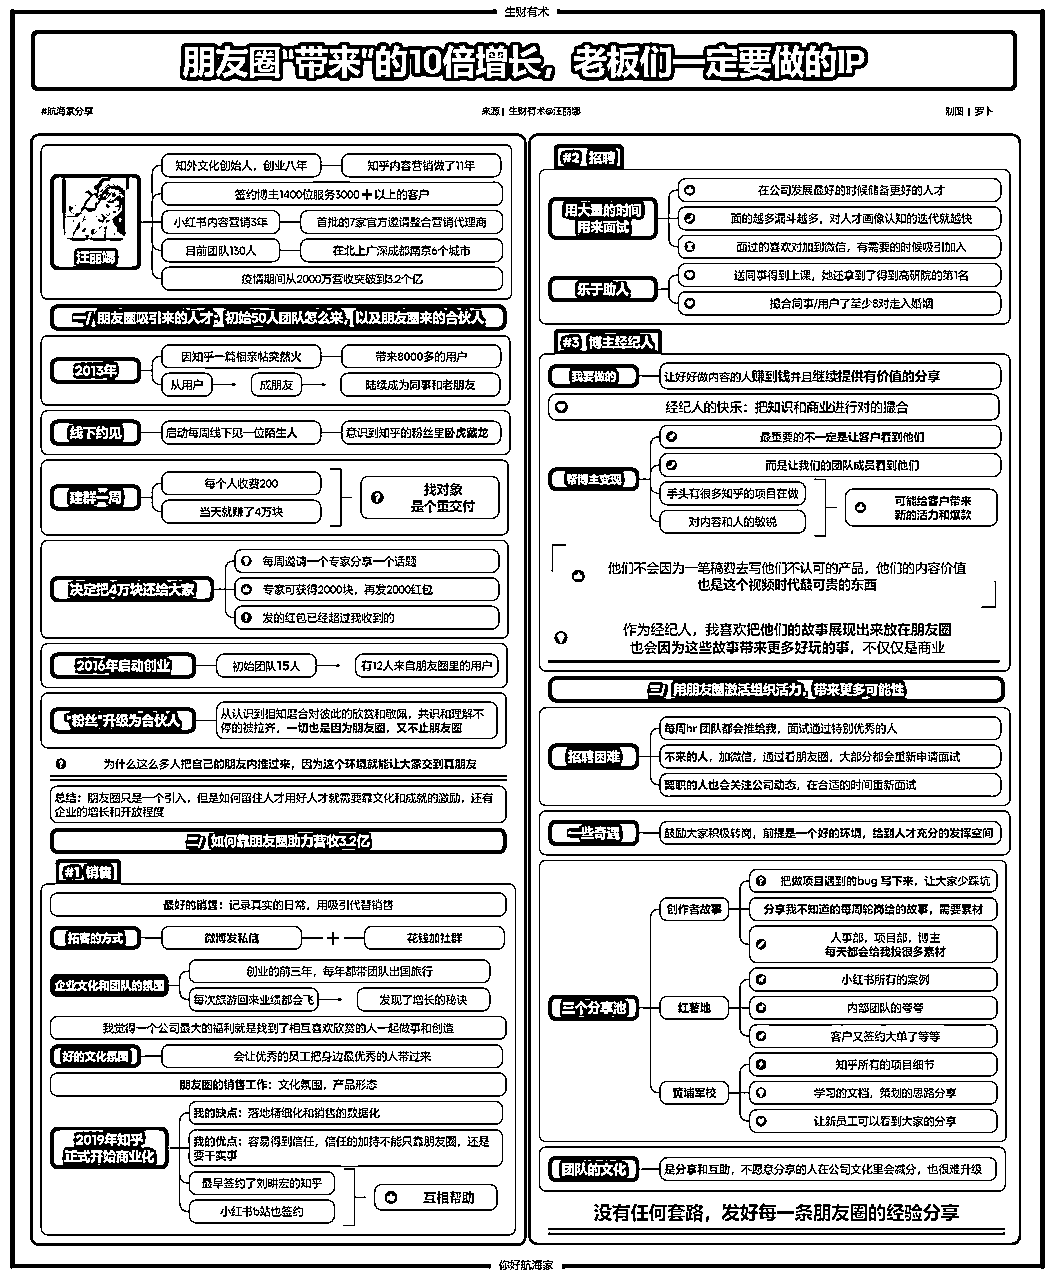 生财有术
朋友圈"带来"的10倍增长，老板们一定要做的IP
#航海家分享
来源 | 生财有术@汪丽娜
制图 | 萝卜
知外文化创始人，创业八年
知乎内容营销做了11年
签约博主1400位服务3000＋以上的客户
小红书内容营销3年
首批的7家官方邀请整合营销代理商
目前团队130人
在北上广深成都南京6个城市
疫情期间从2000万营收突破到3.2个亿
一/ 朋友圈吸引来的人才：初始50人团队怎么来，以及朋友圈来的合伙人
2013年
因知乎一篇相亲帖突然火
带来8000多的用户
从用户
成朋友
陆续成为同事和老朋友
线下约见
启动每周线下见一位陌生人
意识到知乎的粉丝里卧虎藏龙
建群一周
每个人收费200
当天就赚了4万块
找对象
是个重交付
决定把4万块还给大家
每周邀请一个专家分享一个话题
专家可获得2000块，再发2000红包
发的红包已经超过我收到的
2016年启动创业
初始团队15人
有12人来自朋友圈里的用户
"粉丝"升级为合伙人
从认识到相知磨合对彼此的欣赏和敬佩，共识和理解不
停的被拉齐，一切也是因为朋友圈，又不止朋友圈
为什么这么多人把自己的朋友内推过来，因为这个环境就能让大家交到真朋友
总结：朋友圈只是一个引入，但是如何留住人才用好人才就需要靠文化和成就的激励，还有
企业的增长和开放程度
二/ 如何靠朋友圈助力营收3.2亿
#1 销售
最好的销售：记录真实的日常，用吸引代替销售
拓客的方式
微博发私信
＋
花钱加社群
企业文化和团队的氛围
创业的前三年，每年都带团队出国旅行
每次旅游回来业绩都会飞
发现了增长的秘诀
我觉得一个公司最大的福利就是找到了相互喜欢欣赏的人一起做事和创造
好的文化氛围
会让优秀的员工把身边最优秀的人带过来
朋友圈的销售工作：文化氛围，产品形态
2019年知乎
正式开始商业化
我的缺点：落地精细化和销售的数据化
我的优点：容易得到信任，信任的加持不能只靠朋友圈，还是
要干实事
最早签约了刘畊宏的知乎
小红书b站也签约
互相帮助
#2 招聘
用大量的时间
用来面试
在公司发展最好的时候储备更好的人才
面的越多漏斗越多，对人才画像认知的迭代就越快
面过的喜欢对加到微信，有需要的时候吸引加入
乐于助人
送同事得到上课，她还拿到了得到高研院的第1名
撮合同事/用户了至少8对走入婚姻
#3 博主经纪人
我要做的
让好好做内容的人赚到钱并且继续提供有价值的分享
经纪人的快乐：把知识和商业进行对的撮合
帮博主变现
最重要的不一定是让客户看到他们
而是让我们的团队成员看到他们
手头有很多知乎的项目在做
对内容和人的敏锐
可能给客户带来
新的活力和爆款
他们不会因为一笔稿费去写他们不认可的产品，他们的内容价值
也是这个视频时代最可贵的东西
作为经纪人，我喜欢把他们的故事展现出来放在朋友圈
也会因为这些故事带来更多好玩的事，不仅仅是商业
三/ 用朋友圈激活组织活力，带来更多可能性
招聘困难
每周hr 团队都会推给我，面试通过特别优秀的人
不来的人，加微信，通过看朋友圈，大部分都会重新申请面试
离职的人也会关注公司动态，在合适的时间重新面试
一些奇遇
鼓励大家积极转岗，前提是一个好的环境，给到人才充分的发挥空间
三个分享池
创作者故事
把做项目遇到的bug 写下来，让大家少踩坑
分享我不知道的每周轮岗给的故事，需要素材
人事部，项目部，博主
每天都会给我投很多素材
红薯地
小红书所有的案例
内部团队的夸夸
客户又签约大单了等等
黄埔军校
知乎所有的项目细节
学习的文档，策划的思路分享
让新员工可以看到大家的分享
团队的文化
是分享和互助，不愿意分享的人在公司文化里会减分，也很难升级
没有任何套路，发好每一条朋友圈的经验分享
你好航海家